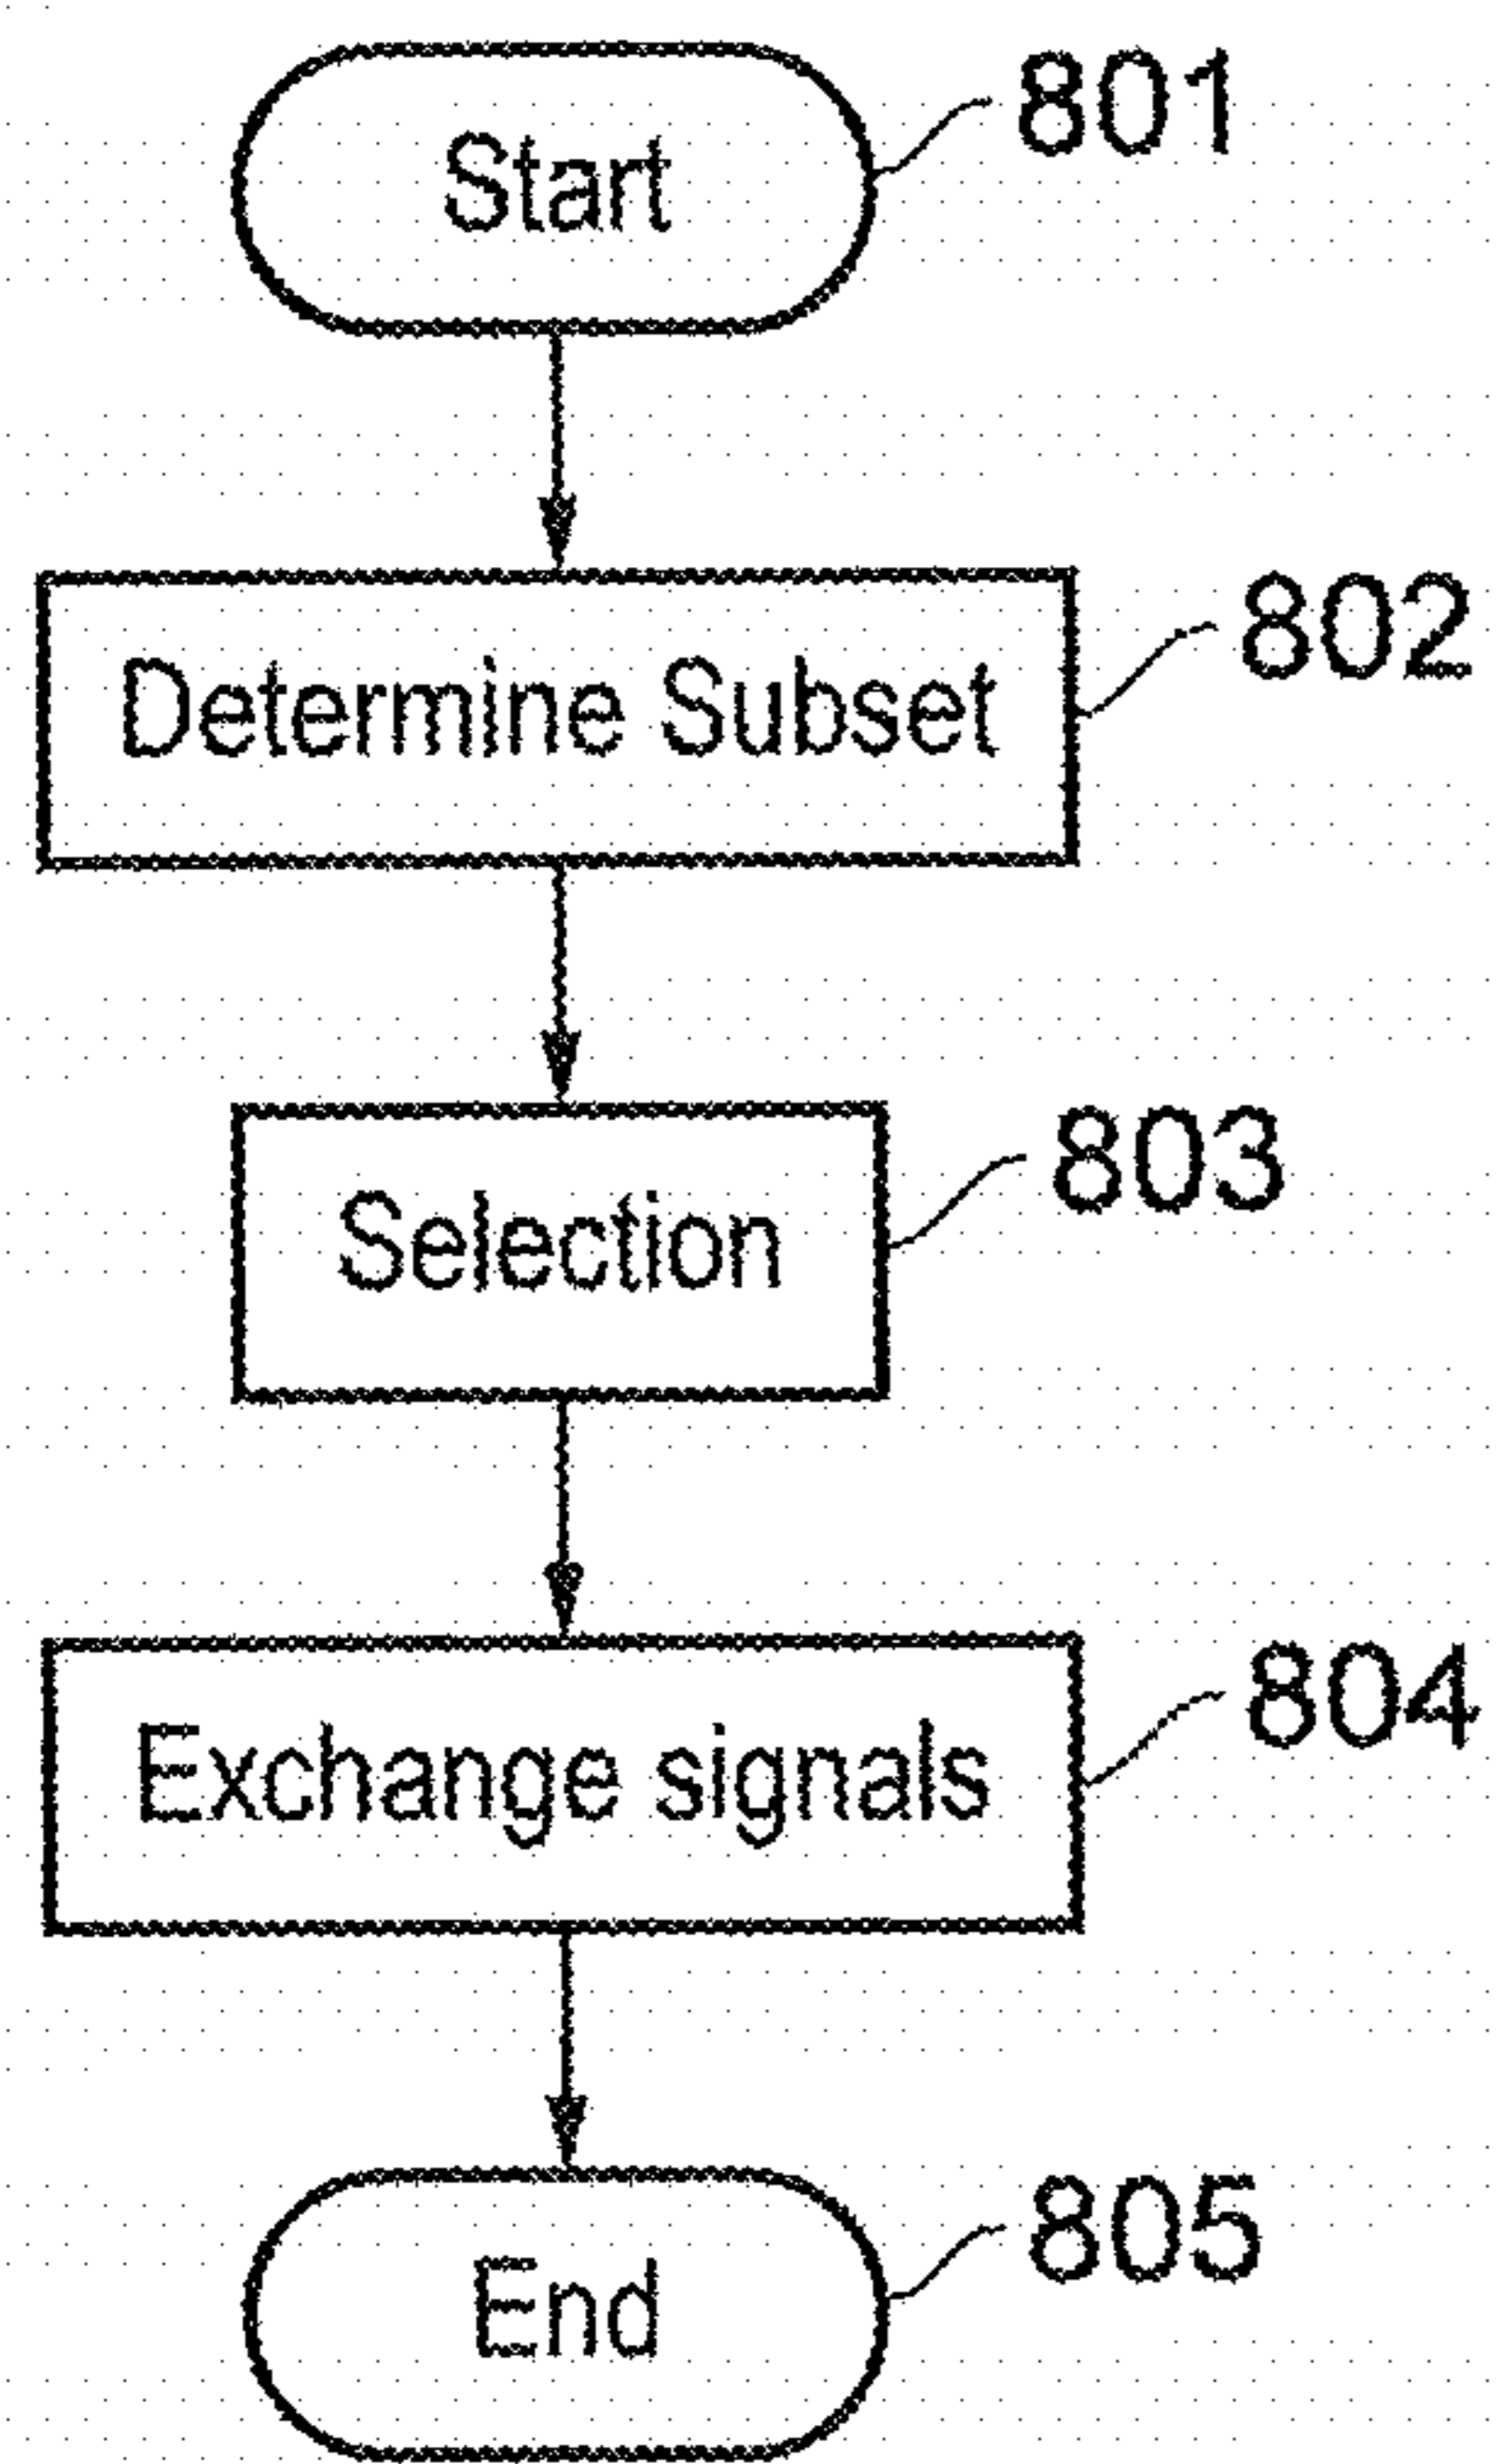 Start
801
Determine Subset
802
Selection
803
Exchange signals
804
End
805